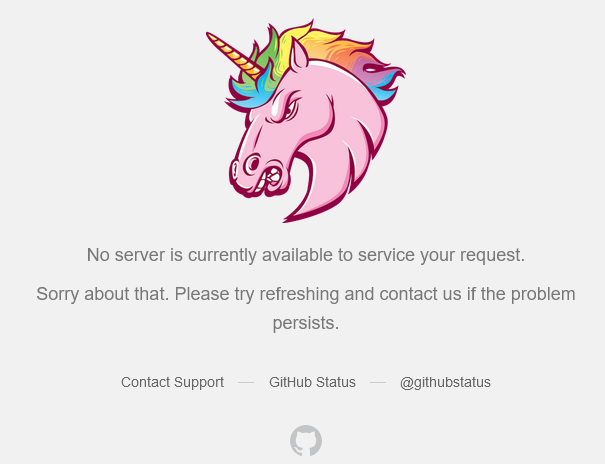 No server is currently available to service your request.
Sorry about that. Please try refreshing and contact us if the problem
persists.
Contact Support — GitHub Status — @githubstatus